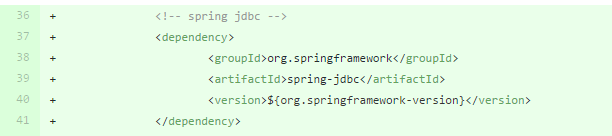 36 + <!-- spring jdbc -->
37 + <dependency>
38 + <groupId>org.springframework</groupId>
39 + <artifactId>spring-jdbc</artifactId>
40 + <version>${org.springframework-version}</version>
41 + </dependency>